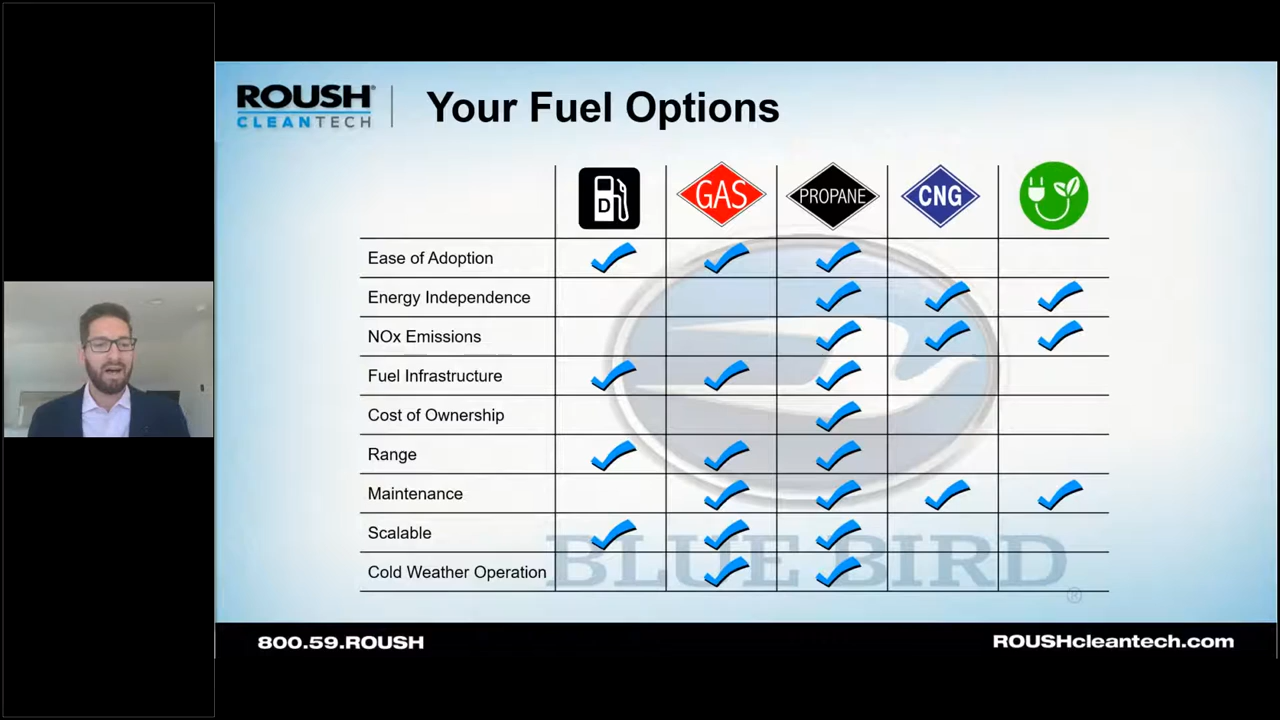 ROUSH®
CLEANTECH
Your Fuel Options
D
GAS
PROPANE
CNG
Ease of Adoption
Energy Independence
NOx Emissions
Fuel Infrastructure
Cost of Ownership
Range
Maintenance
Scalable
Cold Weather Operation
BLUE BIRD
®
800.59.ROUSH
ROUSHcleantech.com